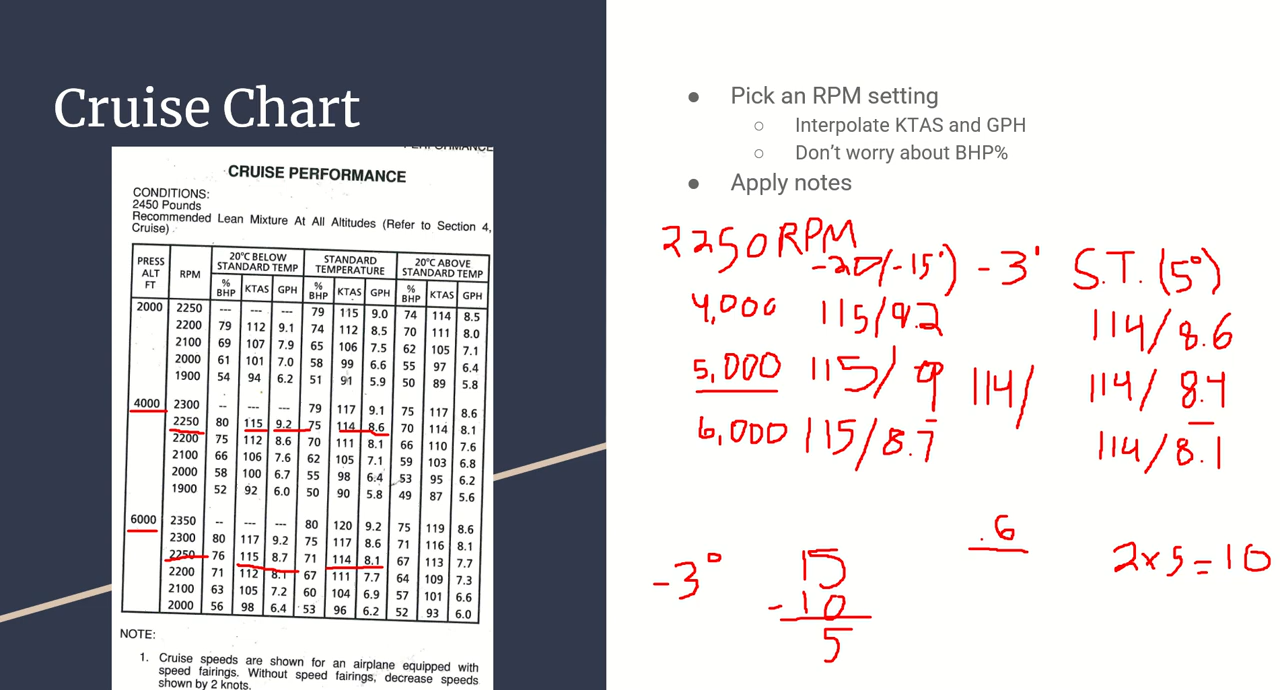 Cruise Chart
PERFORMANCE
CRUISE PERFORMANCE
CONDITIONS:
2450 Pounds
Recommended Lean Mixture At All Altitudes (Refer to Section 4,
Cruise)
PRESS ALT FT RPM 20°C BELOW STANDARD TEMP STANDARD TEMPERATURE 20°C ABOVE STANDARD TEMP
% BHP KTAS GPH % BHP KTAS GPH % BHP KTAS GPH
2000 2250 --- --- --- 79 115 9.0 74 114 8.5
2200 79 112 9.1 74 112 8.5 70 111 8.0
2100 69 107 7.9 65 106 7.5 62 105 7.1
2000 61 101 7.0 58 99 6.6 55 97 6.4
1900 54 94 6.2 51 91 5.9 50 89 5.8
4000 2300 -- --- --- 79 117 9.1 75 117 8.6
2250 80 115 9.2 75 114 8.6 70 114 8.1
2200 75 112 8.6 70 111 8.1 66 110 7.6
2100 66 106 7.6 62 105 7.1 59 103 6.8
2000 58 100 6.7 55 98 6.4 53 95 6.2
1900 52 92 6.0 50 90 5.8 49 87 5.6
6000 2350 -- --- --- 80 120 9.2 75 119 8.6
2300 80 117 9.2 75 117 8.6 71 116 8.1
2250 76 115 8.7 71 114 8.1 67 113 7.7
2200 71 112 8.1 67 111 7.7 64 109 7.3
2100 63 105 7.2 60 104 6.9 57 101 6.6
2000 56 98 6.4 53 96 6.2 52 93 6.0
NOTE:
1. Cruise speeds are shown for an airplane equipped with
speed fairings. Without speed fairings, decrease speeds
shown by 2 knots.
● Pick an RPM setting
○ Interpolate KTAS and GPH
○ Don’t worry about BHP%
● Apply notes
2250 RPM
-20(-15°) -3° S.T. (5°)
4,000 115/9.2 114/8.6
5,000 115/9 114/ 114/8.4
6,000 115/8.7 114/8.1
.6
-3° 15 2x5=10
-10
5